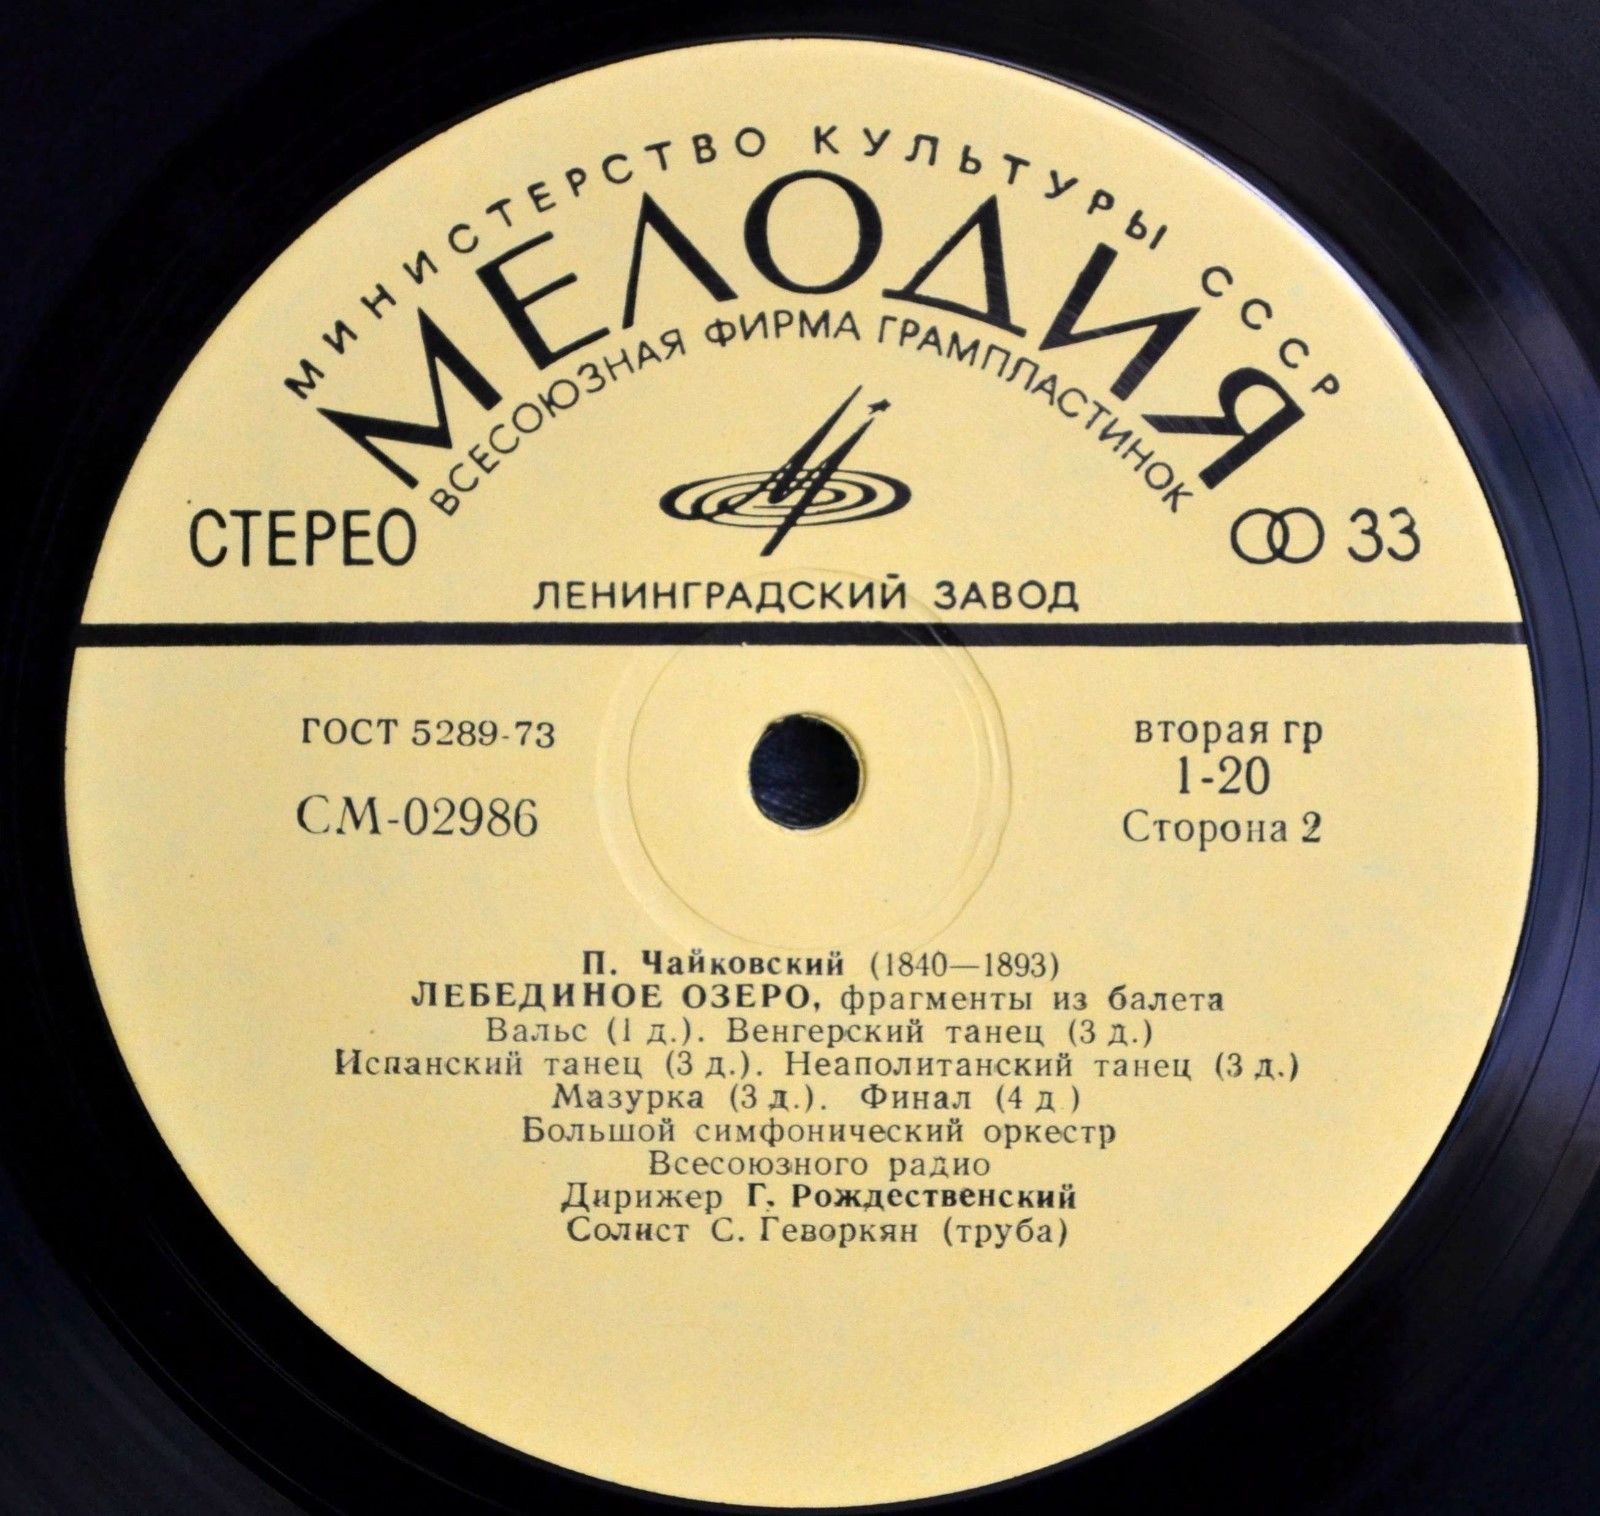 МИНИСТЕРСТВО КУЛЬТУРЫ СССР
МЕЛОДИЯ
ВСЕСОЮЗНАЯ ФИРМА ГРАМПЛАСТИНОК
СТЕРЕО
33
ЛЕНИНГРАДСКИЙ ЗАВОД
ГОСТ 5289-73
вторая гр
1-20
СМ-02986
Сторона 2
П. Чайковский (1840—1893)
ЛЕБЕДИНОЕ ОЗЕРО, фрагменты из балета
Вальс (1 д.). Венгерский танец (3 д.)
Испанский танец (3 д.). Неаполитанский танец (3 д.)
Мазурка (3 д.). Финал (4 д )
Большой симфонический оркестр
Всесоюзного радио
Дирижер Г. Рождественский
Солист С. Геворкян (труба)